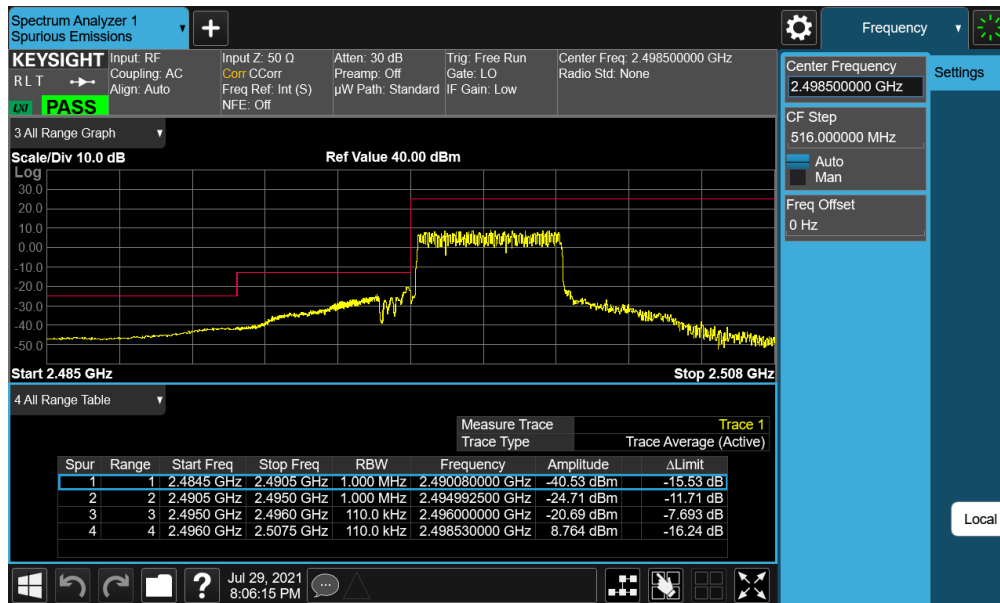 Spectrum Analyzer 1
Spurious Emissions
Frequency
KEYSIGHT
RLT
LXI PASS
Input: RF
Coupling: AC
Align: Auto
Input Z: 50 Ω
Corr CCorr
Freq Ref: Int (S)
NFE: Off
Atten: 30 dB
Preamp: Off
µW Path: Standard
Trig: Free Run
Gate: LO
IF Gain: Low
Center Freq: 2.498500000 GHz
Radio Std: None
Center Frequency
2.498500000 GHz
Settings
CF Step
516.000000 MHz
Auto
Man
Freq Offset
0 Hz
3 All Range Graph
Scale/Div 10.0 dB Ref Value 40.00 dBm
Log
30.0
20.0
10.0
0.00
-10.0
-20.0
-30.0
-40.0
-50.0
Start 2.485 GHz Stop 2.508 GHz
4 All Range Table
Measure Trace Trace 1
Trace Type Trace Average (Active)
Spur Range Start Freq Stop Freq RBW Frequency Amplitude ΔLimit
1 1 2.4845 GHz 2.4905 GHz 1.000 MHz 2.490080000 GHz -40.53 dBm -15.53 dB
2 2 2.4905 GHz 2.4950 GHz 1.000 MHz 2.494992500 GHz -24.71 dBm -11.71 dB
3 3 2.4950 GHz 2.4960 GHz 110.0 kHz 2.496000000 GHz -20.69 dBm -7.693 dB
4 4 2.4960 GHz 2.5075 GHz 110.0 kHz 2.498530000 GHz 8.764 dBm -16.24 dB
Local
Jul 29, 2021
8:06:15 PM